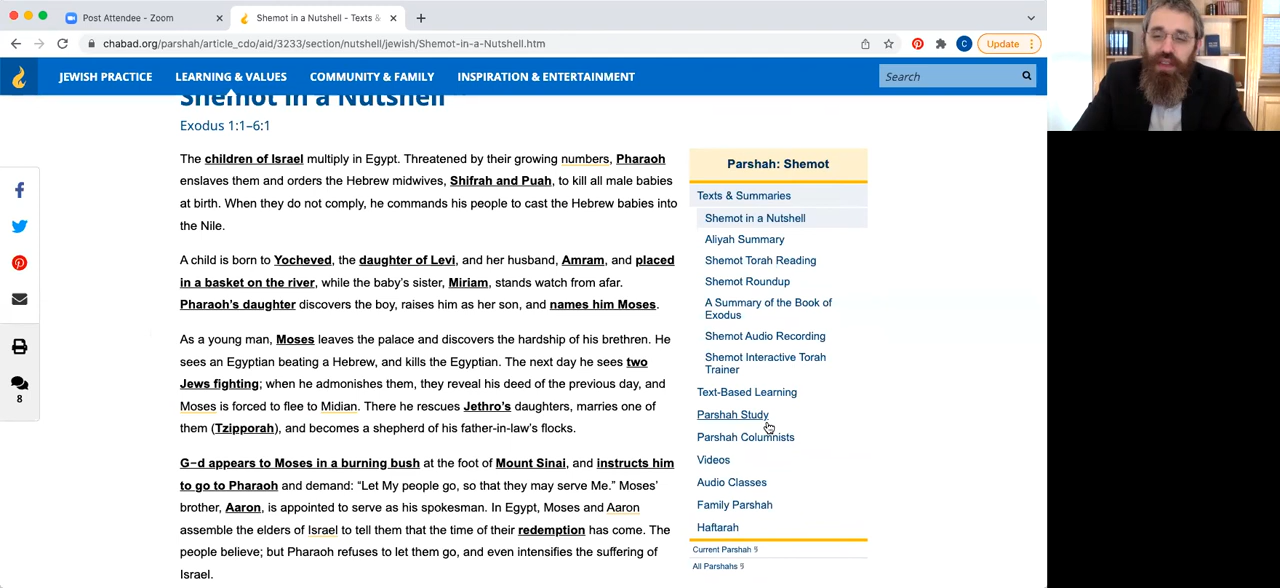 Post Attendee - Zoom
Shemot in a Nutshell - Texts &
chabad.org/parshah/article_cdo/aid/3233/section/nutshell/jewish/Shemot-in-a-Nutshell.htm
C
Update
JEWISH PRACTICE LEARNING & VALUES COMMUNITY & FAMILY INSPIRATION & ENTERTAINMENT
Search
Shemot in a Nutshell
Exodus 1:1–6:1
The children of Israel multiply in Egypt. Threatened by their growing numbers, Pharaoh
enslaves them and orders the Hebrew midwives, Shifrah and Puah, to kill all male babies
at birth. When they do not comply, he commands his people to cast the Hebrew babies into
the Nile.
A child is born to Yocheved, the daughter of Levi, and her husband, Amram, and placed
in a basket on the river, while the baby’s sister, Miriam, stands watch from afar.
Pharaoh’s daughter discovers the boy, raises him as her son, and names him Moses.
As a young man, Moses leaves the palace and discovers the hardship of his brethren. He
sees an Egyptian beating a Hebrew, and kills the Egyptian. The next day he sees two
Jews fighting; when he admonishes them, they reveal his deed of the previous day, and
Moses is forced to flee to Midian. There he rescues Jethro’s daughters, marries one of
them (Tzipporah), and becomes a shepherd of his father-in-law’s flocks.
G–d appears to Moses in a burning bush at the foot of Mount Sinai, and instructs him
to go to Pharaoh and demand: “Let My people go, so that they may serve Me.” Moses’
brother, Aaron, is appointed to serve as his spokesman. In Egypt, Moses and Aaron
assemble the elders of Israel to tell them that the time of their redemption has come. The
people believe; but Pharaoh refuses to let them go, and even intensifies the suffering of
Israel.
8
Parshah: Shemot
Texts & Summaries
Shemot in a Nutshell
Aliyah Summary
Shemot Torah Reading
Shemot Roundup
A Summary of the Book of
Exodus
Shemot Audio Recording
Shemot Interactive Torah
Trainer
Text-Based Learning
Parshah Study
Parshah Columnists
Videos
Audio Classes
Family Parshah
Haftarah
Current Parshah
All Parshahs